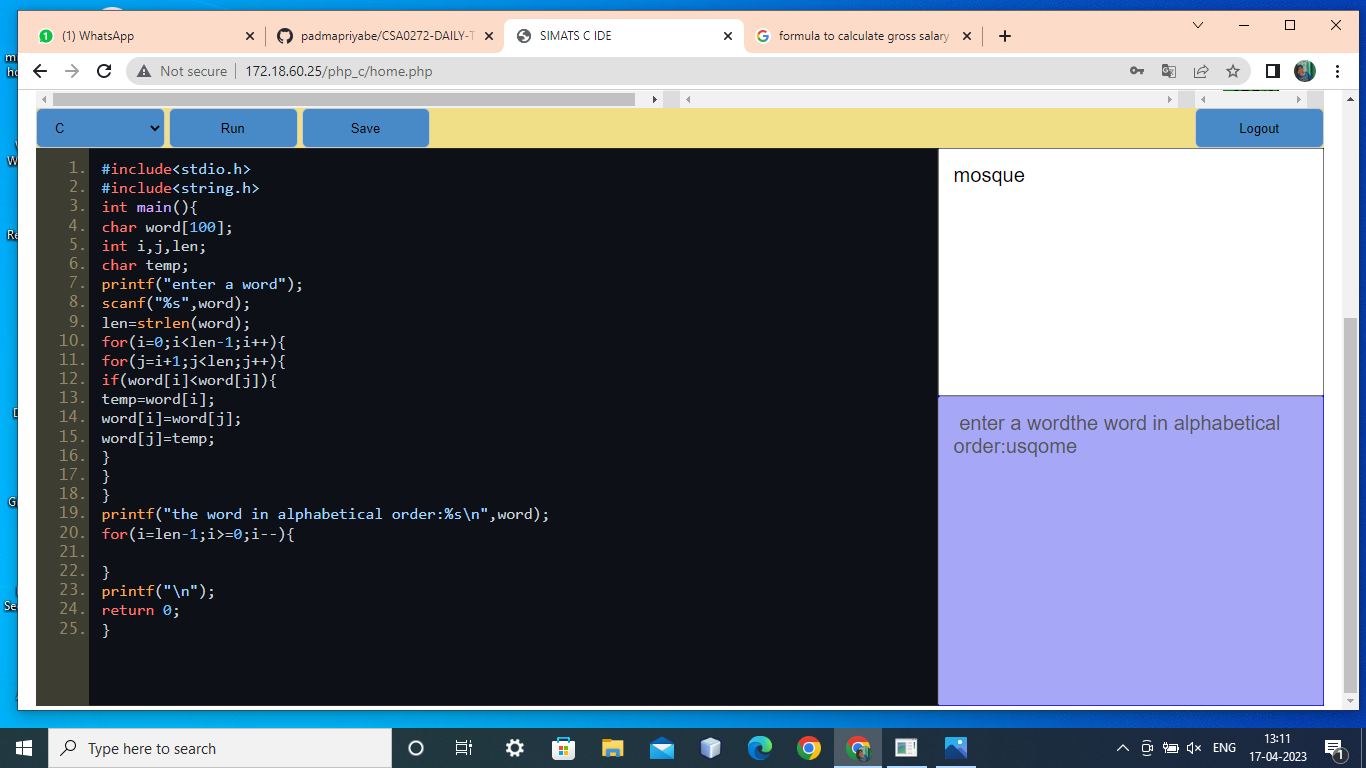 (1) WhatsApp
padmapriyabe/CSA0272-DAILY-T
SIMATS C IDE
formula to calculate gross salary
Not secure
172.18.60.25/php_c/home.php
C
Run
Save
Logout
1. #include<stdio.h>
2. #include<string.h>
3. int main(){
4. char word[100];
5. int i,j,len;
6. char temp;
7. printf("enter a word");
8. scanf("%s",word);
9. len=strlen(word);
10. for(i=0;i<len-1;i++){
11. for(j=i+1;j<len;j++){
12. if(word[i]<word[j]){
13. temp=word[i];
14. word[i]=word[j];
15. word[j]=temp;
16. }
17. }
18. }
19. printf("the word in alphabetical order:%s\n",word);
20. for(i=len-1;i>=0;i--){
21.
22. }
23. printf("\n");
24. return 0;
25. }
mosque
enter a wordthe word in alphabetical
order:usqome
Type here to search
ENG
13:11
17-04-2023
1